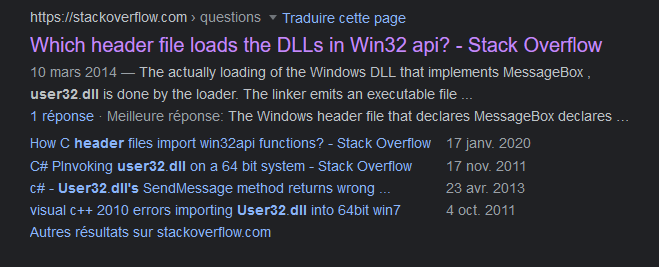 https://stackoverflow.com › questions Traduire cette page
Which header file loads the DLLs in Win32 api? - Stack Overflow
10 mars 2014 — The actually loading of the Windows DLL that implements MessageBox ,
user32.dll is done by the loader. The linker emits an executable file ...
1 réponse · Meilleure réponse: The Windows header file that declares MessageBox declares ...
How C header files import win32api functions? - Stack Overflow 17 janv. 2020
C# PInvoking user32.dll on a 64 bit system - Stack Overflow 17 nov. 2011
c# - User32.dll's SendMessage method returns wrong ... 23 avr. 2013
visual c++ 2010 errors importing User32.dll into 64bit win7 4 oct. 2011
Autres résultats sur stackoverflow.com